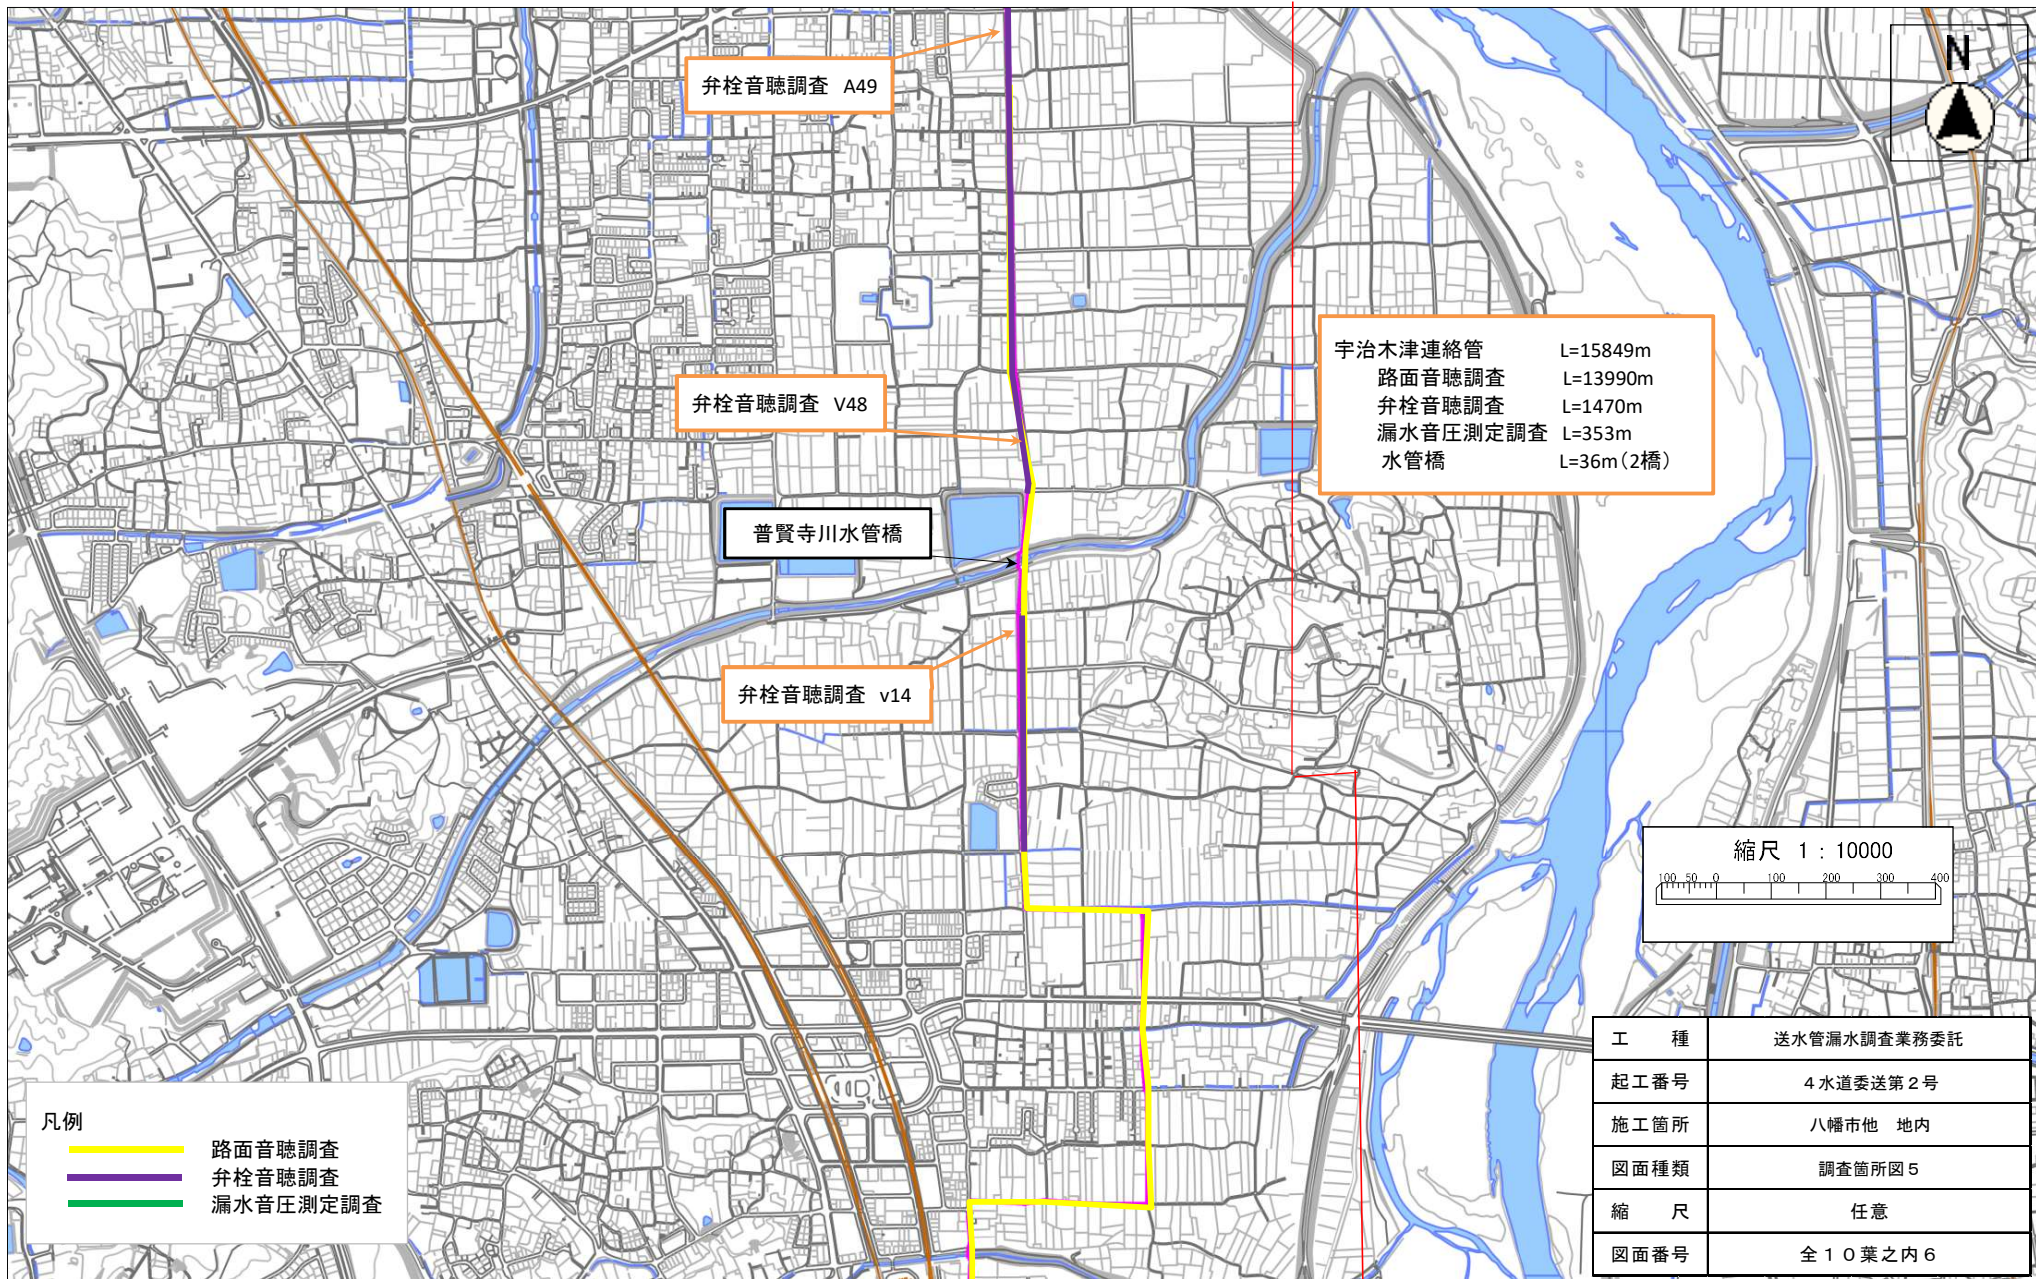 N
弁栓音聴調査 A49
宇治木津連絡管 L=15849m
路面音聴調査 L=13990m
弁栓音聴調査 L=1470m
漏水音圧測定調査 L=353m
水管橋 L=36m(2橋)
弁栓音聴調査 V48
普賢寺川水管橋
弁栓音聴調査 v14
縮尺 1:10000
100 50 0 100 200 300 400
凡例
路面音聴調査
弁栓音聴調査
漏水音圧測定調査
工 種 送水管漏水調査業務委託
起工番号 4水道委送第2号
施工箇所 八幡市他 地内
図面種類 調査箇所図5
縮 尺 任意
図面番号 全10葉之内6